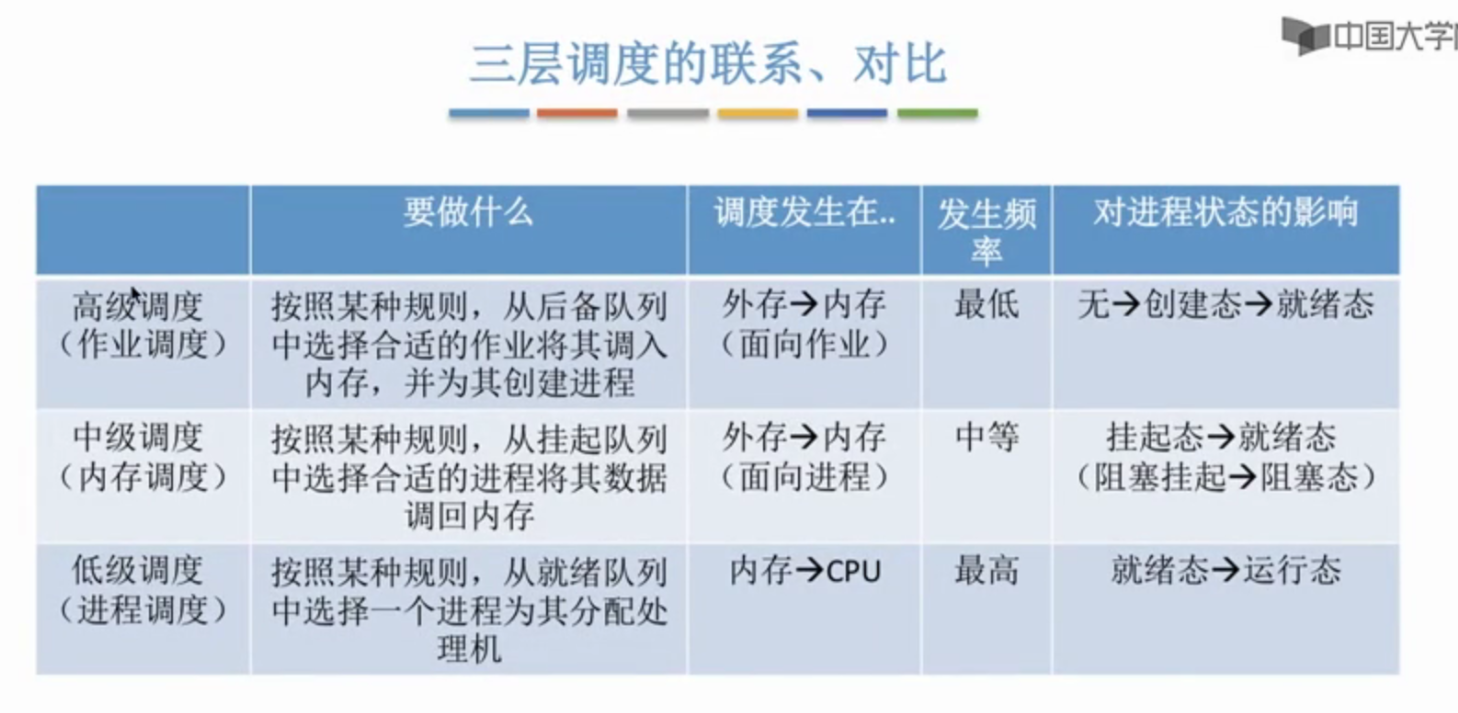 中国大学
三层调度的联系、对比
要做什么
调度发生在..
发生频
率
对进程状态的影响
高级调度
（作业调度）
按照某种规则，从后备队列
中选择合适的作业将其调入
内存，并为其创建进程
外存→内存
（面向作业）
最低
无→创建态→就绪态
中级调度
（内存调度）
按照某种规则，从挂起队列
中选择合适的进程将其数据
调回内存
外存→内存
（面向进程）
中等
挂起态→就绪态
（阻塞挂起→阻塞态）
低级调度
（进程调度）
按照某种规则，从就绪队列
中选择一个进程为其分配处
理机
内存→CPU
最高
就绪态→运行态